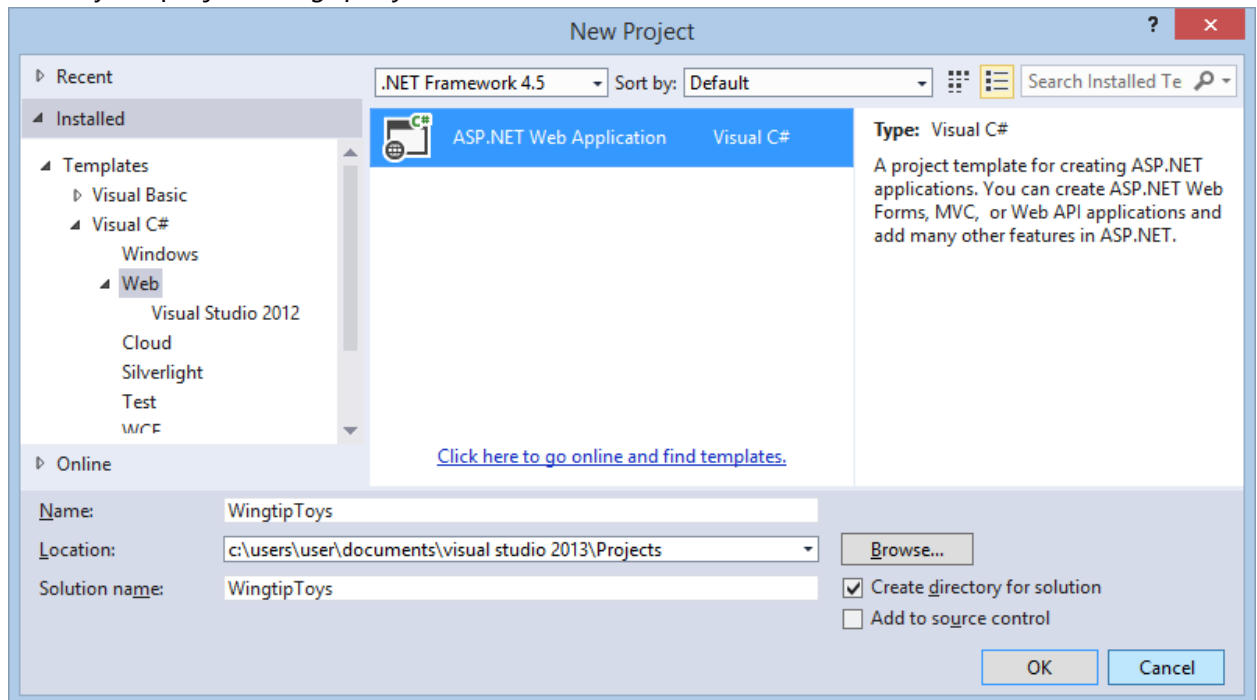 New Project
?
×
Recent
.NET Framework 4.5
Sort by:
Default
Search Installed Te
Installed
Templates
Visual Basic
Visual C#
Windows
Web
Visual Studio 2012
Cloud
Silverlight
Test
C#
ASP.NET Web Application
Visual C#
Click here to go online and find templates.
Type: Visual C#
A project template for creating ASP.NET
applications. You can create ASP.NET Web
Forms, MVC, or Web API applications and
add many other features in ASP.NET.
Online
Name:
WingtipToys
Location:
c:\users\user\documents\visual studio 2013\Projects
Browse...
Solution name:
WingtipToys
Create directory for solution
Add to source control
OK
Cancel